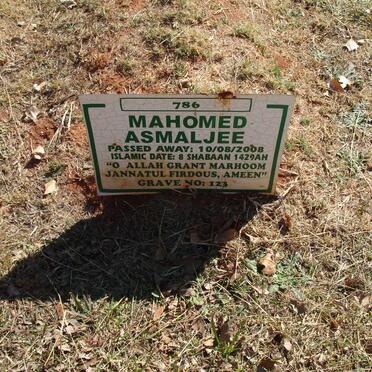 786
MAHOMED
ASMALJEE
PASSED AWAY: 10/08/2008
ISLAMIC DATE: 8 SHABAAN 1429AH
"O ALLAH GRANT MARHOOM
JANNATUL FIRDOUS, AMEEN"
GRAVE NO: 123